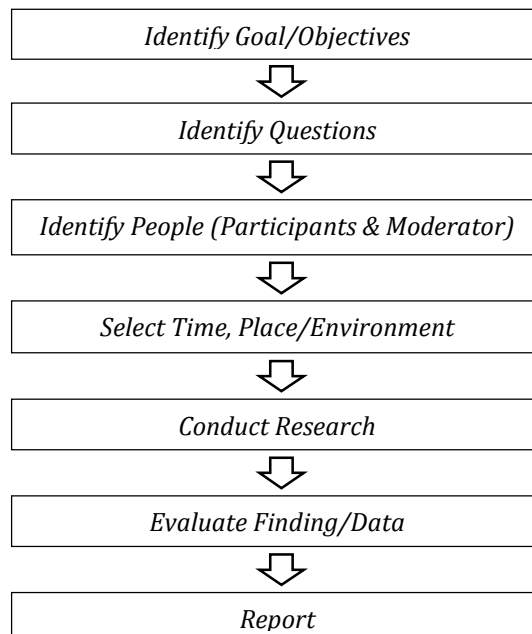 Identify Goal/Objectives
Identify Questions
Identify People (Participants & Moderator)
Select Time, Place/Environment
Conduct Research
Evaluate Finding/Data
Report